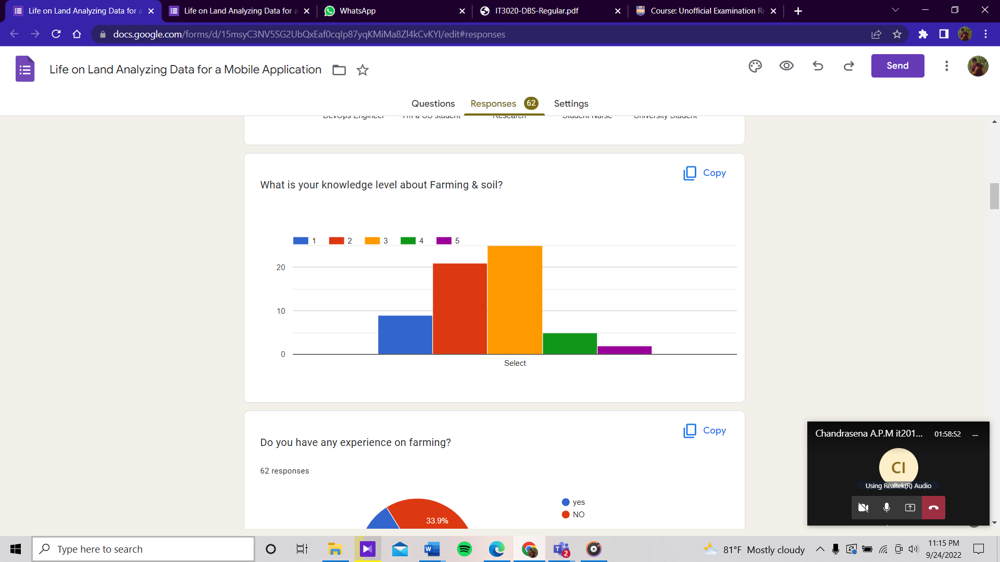 Life on Land Analyzing Data for a
Life on Land Analyzing Data for a
WhatsApp
IT3020-DBS-Regular.pdf
Course: Unofficial Examination Re
docs.google.com/forms/d/15msyC3NV5SG2UbQxEaf0cqIp87yqKMiMa8Zl4kCvKYI/edit#responses
Life on Land Analyzing Data for a Mobile Application
Send
Questions
Responses 62
Settings
DevOps Engineer
I'm a CS student
Research
Student Nurse
University Student
Copy
What is your knowledge level about Farming & soil?
1 2 3 4 5
20
10
0
Select
Copy
Do you have any experience on farming?
62 responses
yes
NO
33.9%
Chandrasena A.P.M it201... 01:58:52
CI
Using Realtek(R) Audio
Type here to search
2
81°F Mostly cloudy
11:15 PM
9/24/2022